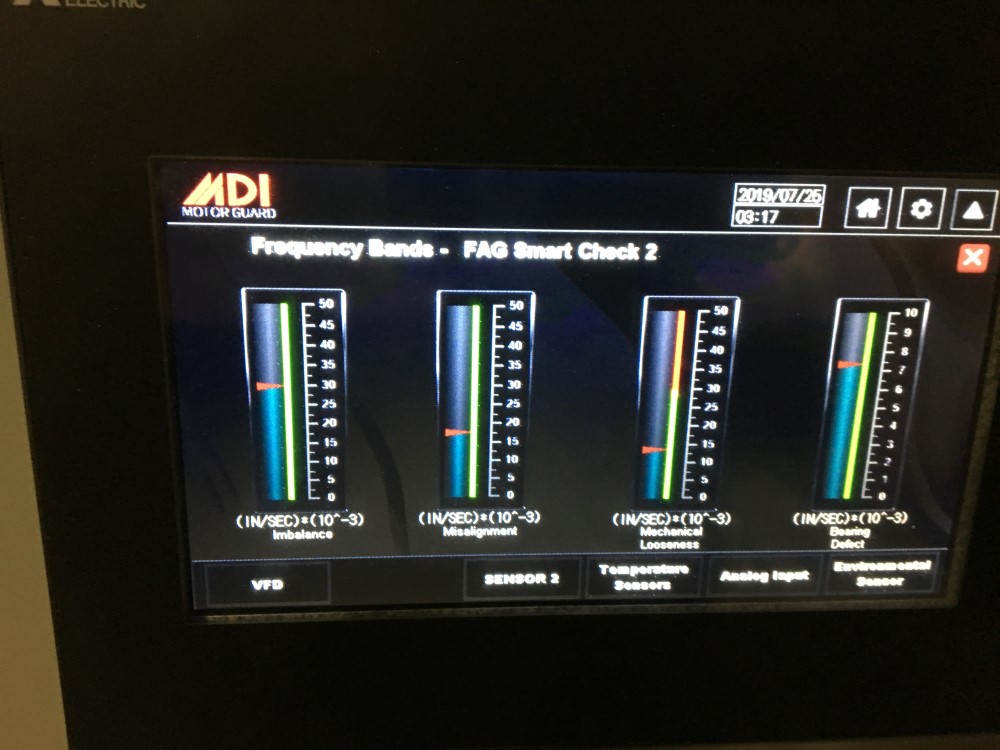 ELECTRIC
MDI
MOTOR GUARD
2019/07/25
03:17
Frequency Bands - FAG Smart Check 2
50
45
40
35
30
25
20
15
10
5
0
(IN/SEC)*(10^-3)
Imbalance
50
45
40
35
30
25
20
15
10
5
0
(IN/SEC)*(10^-3)
Misalignment
50
45
40
35
30
25
20
15
10
5
0
(IN/SEC)*(10^-3)
Mechanical
Looseness
10
9
8
7
6
5
4
3
2
1
0
(IN/SEC)*(10^-3)
Bearing
Defect
VFD
SENSOR 2
Temperature
Sensors
Analog Input
Environmental
Sensor